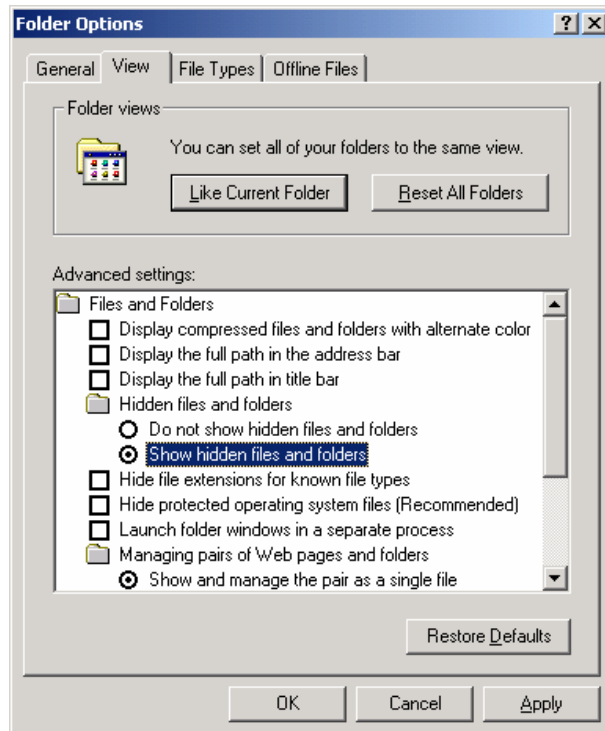 Folder Options
General View File Types Offline Files
Folder views
You can set all of your folders to the same view.
Like Current Folder Reset All Folders
Advanced settings:
Files and Folders
Display compressed files and folders with alternate color
Display the full path in the address bar
Display the full path in title bar
Hidden files and folders
Do not show hidden files and folders
Show hidden files and folders
Hide file extensions for known file types
Hide protected operating system files (Recommended)
Launch folder windows in a separate process
Managing pairs of Web pages and folders
Show and manage the pair as a single file
Restore Defaults
OK Cancel Apply